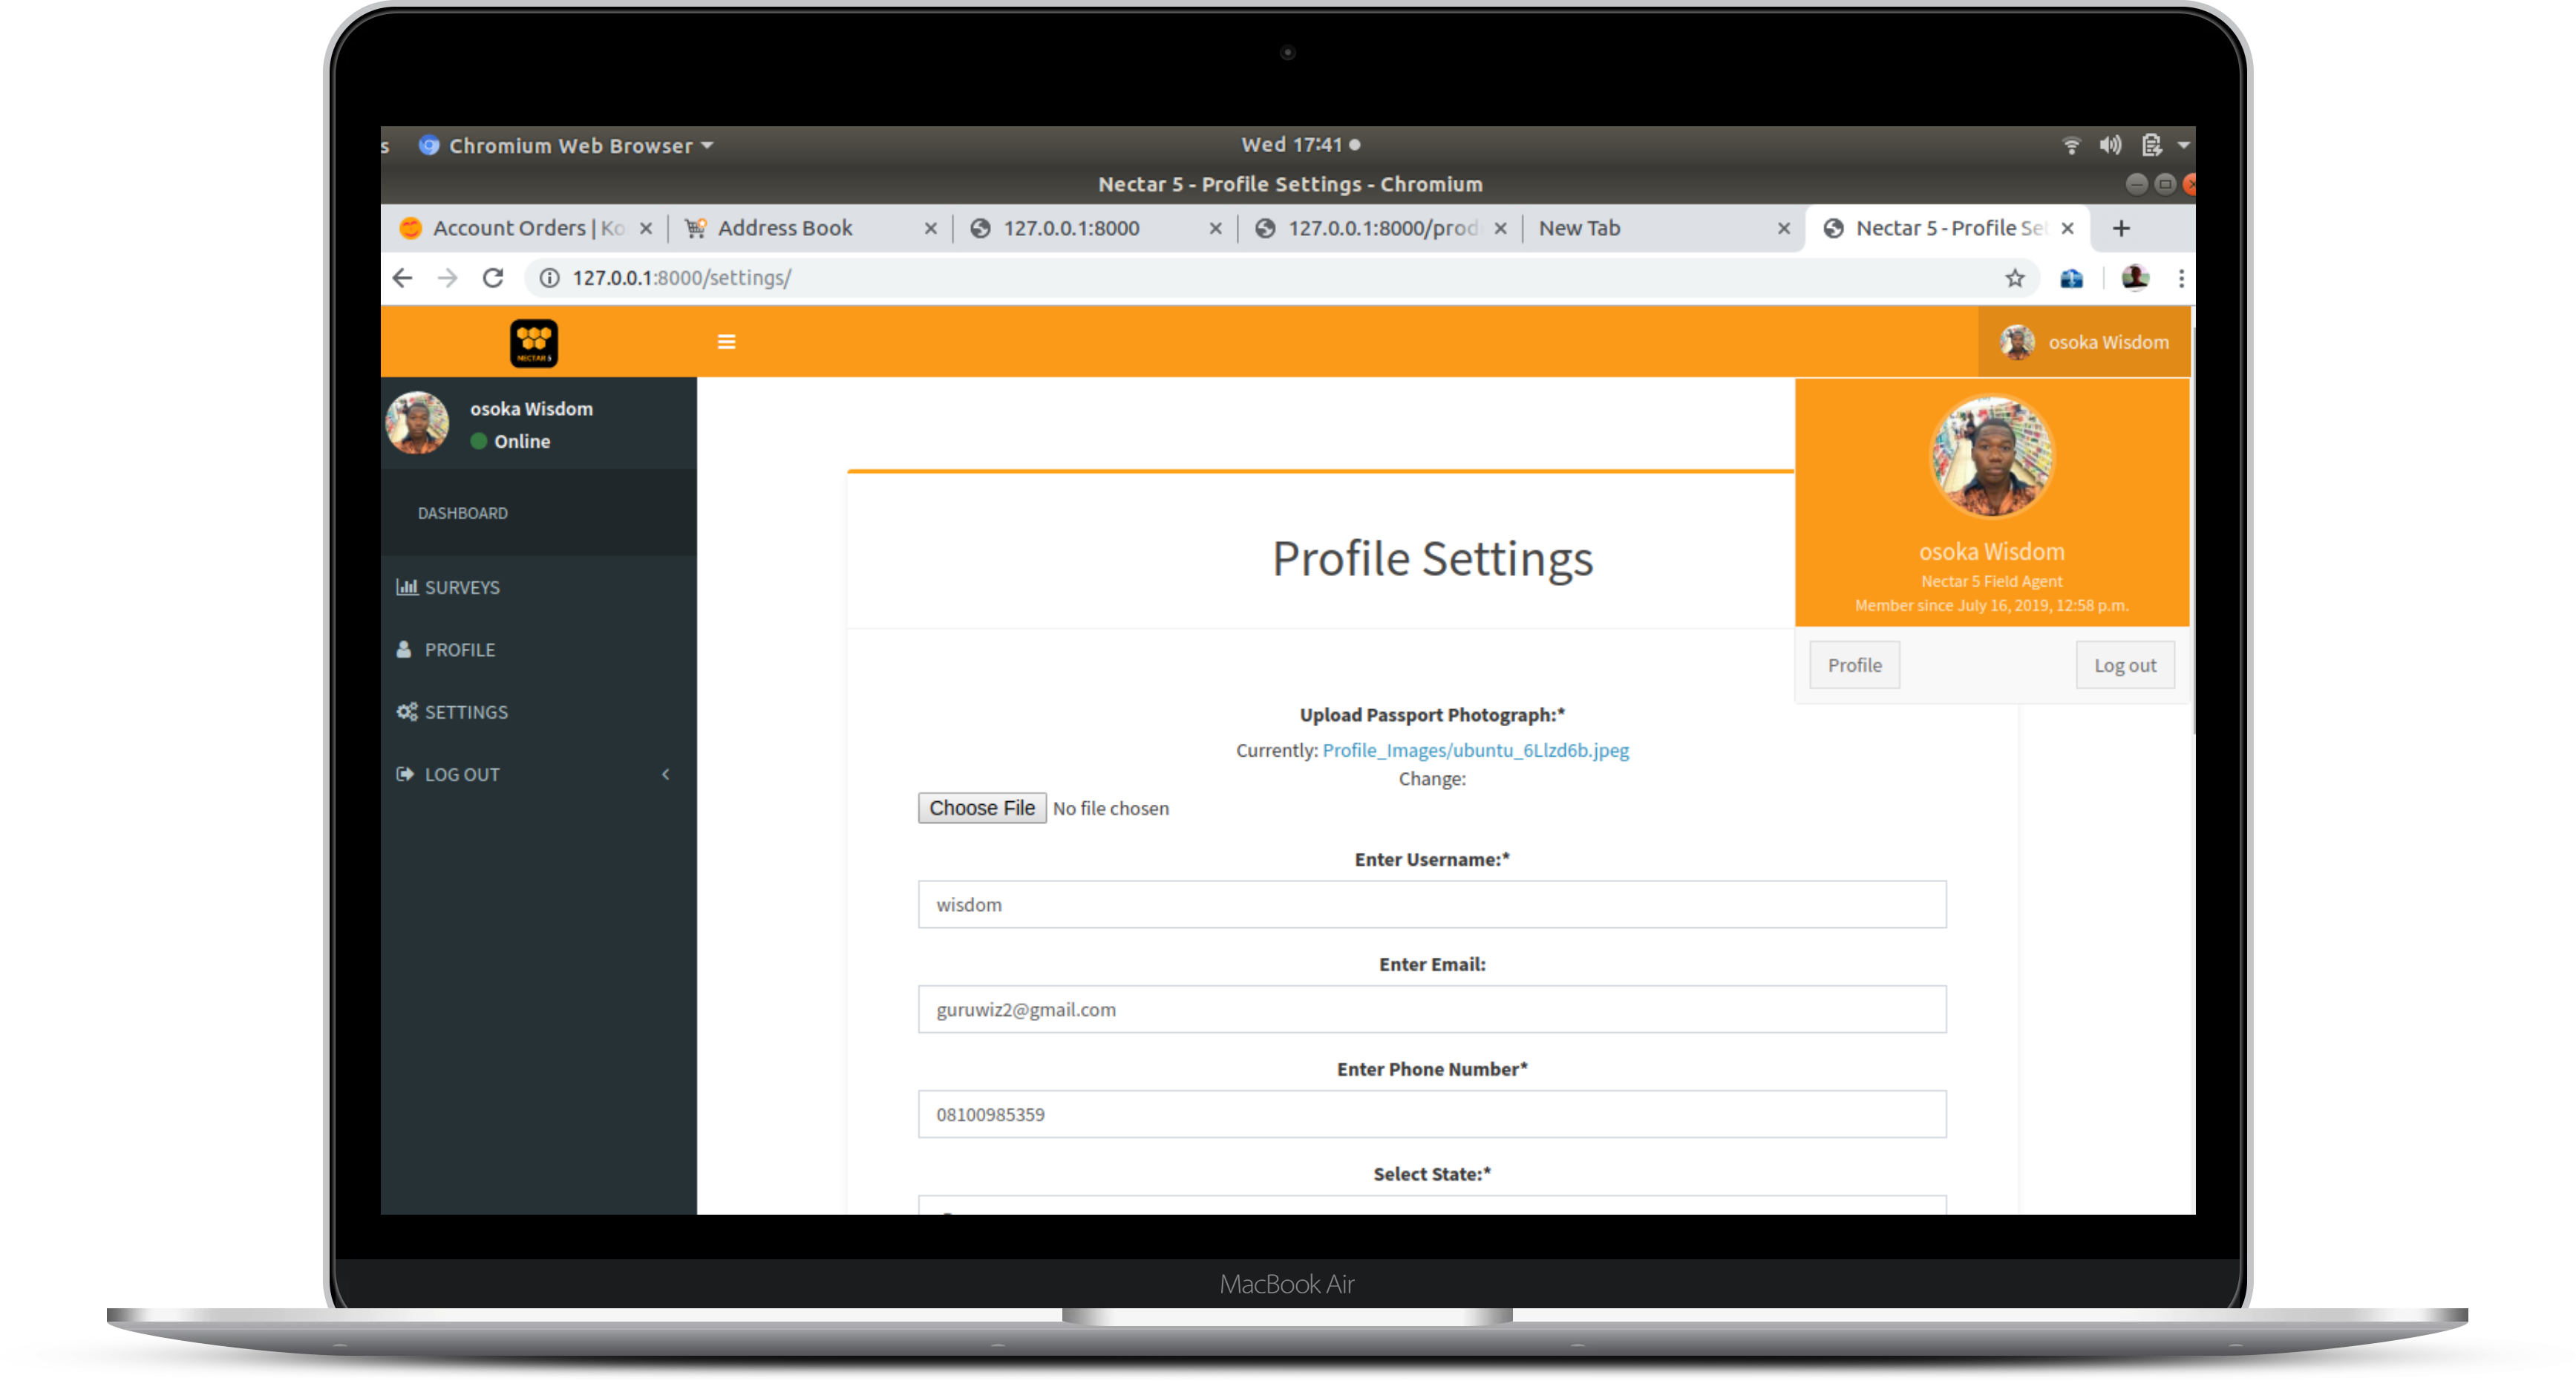 s Chromium Web Browser Wed 17:41
Nectar 5 - Profile Settings - Chromium
Account Orders | Ko Address Book 127.0.0.1:8000 127.0.0.1:8000/prod New Tab Nectar 5 - Profile Set
127.0.0.1:8000/settings/
NECTAR 5
osoka Wisdom
osoka Wisdom
Online
DASHBOARD
SURVEYS
PROFILE
SETTINGS
LOG OUT
osoka Wisdom
Nectar 5 Field Agent
Member since July 16, 2019, 12:58 p.m.
Profile Log out
Profile Settings
Upload Passport Photograph:*
Currently: Profile_Images/ubuntu_6Llzd6b.jpeg
Change:
Choose File No file chosen
Enter Username:*
wisdom
Enter Email:
guruwiz2@gmail.com
Enter Phone Number*
08100985359
Select State:*
MacBook Air